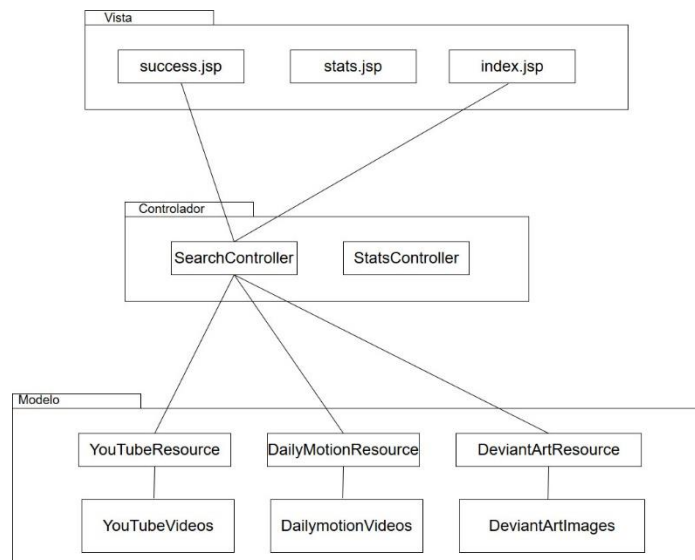 Vista
success.jsp
stats.jsp
index.jsp
Controlador
SearchController
StatsController
Modelo
YouTubeResource
DailyMotionResource
DeviantArtResource
YouTubeVideos
DailymotionVideos
DeviantArtImages